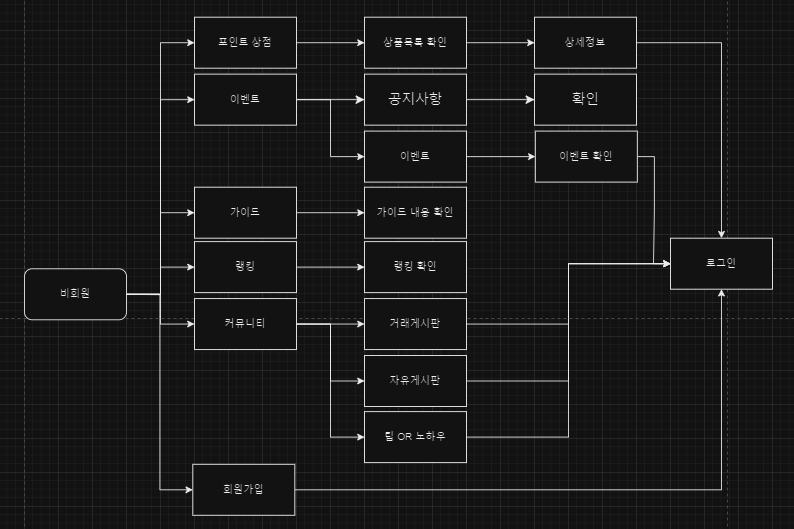 포인트 상점
상품목록 확인
상세정보
이벤트
공지사항
확인
이벤트
이벤트 확인
가이드
가이드 내용 확인
랭킹
랭킹 확인
로그인
비회원
커뮤니티
거래게시판
자유게시판
팁 OR 노하우
회원가입